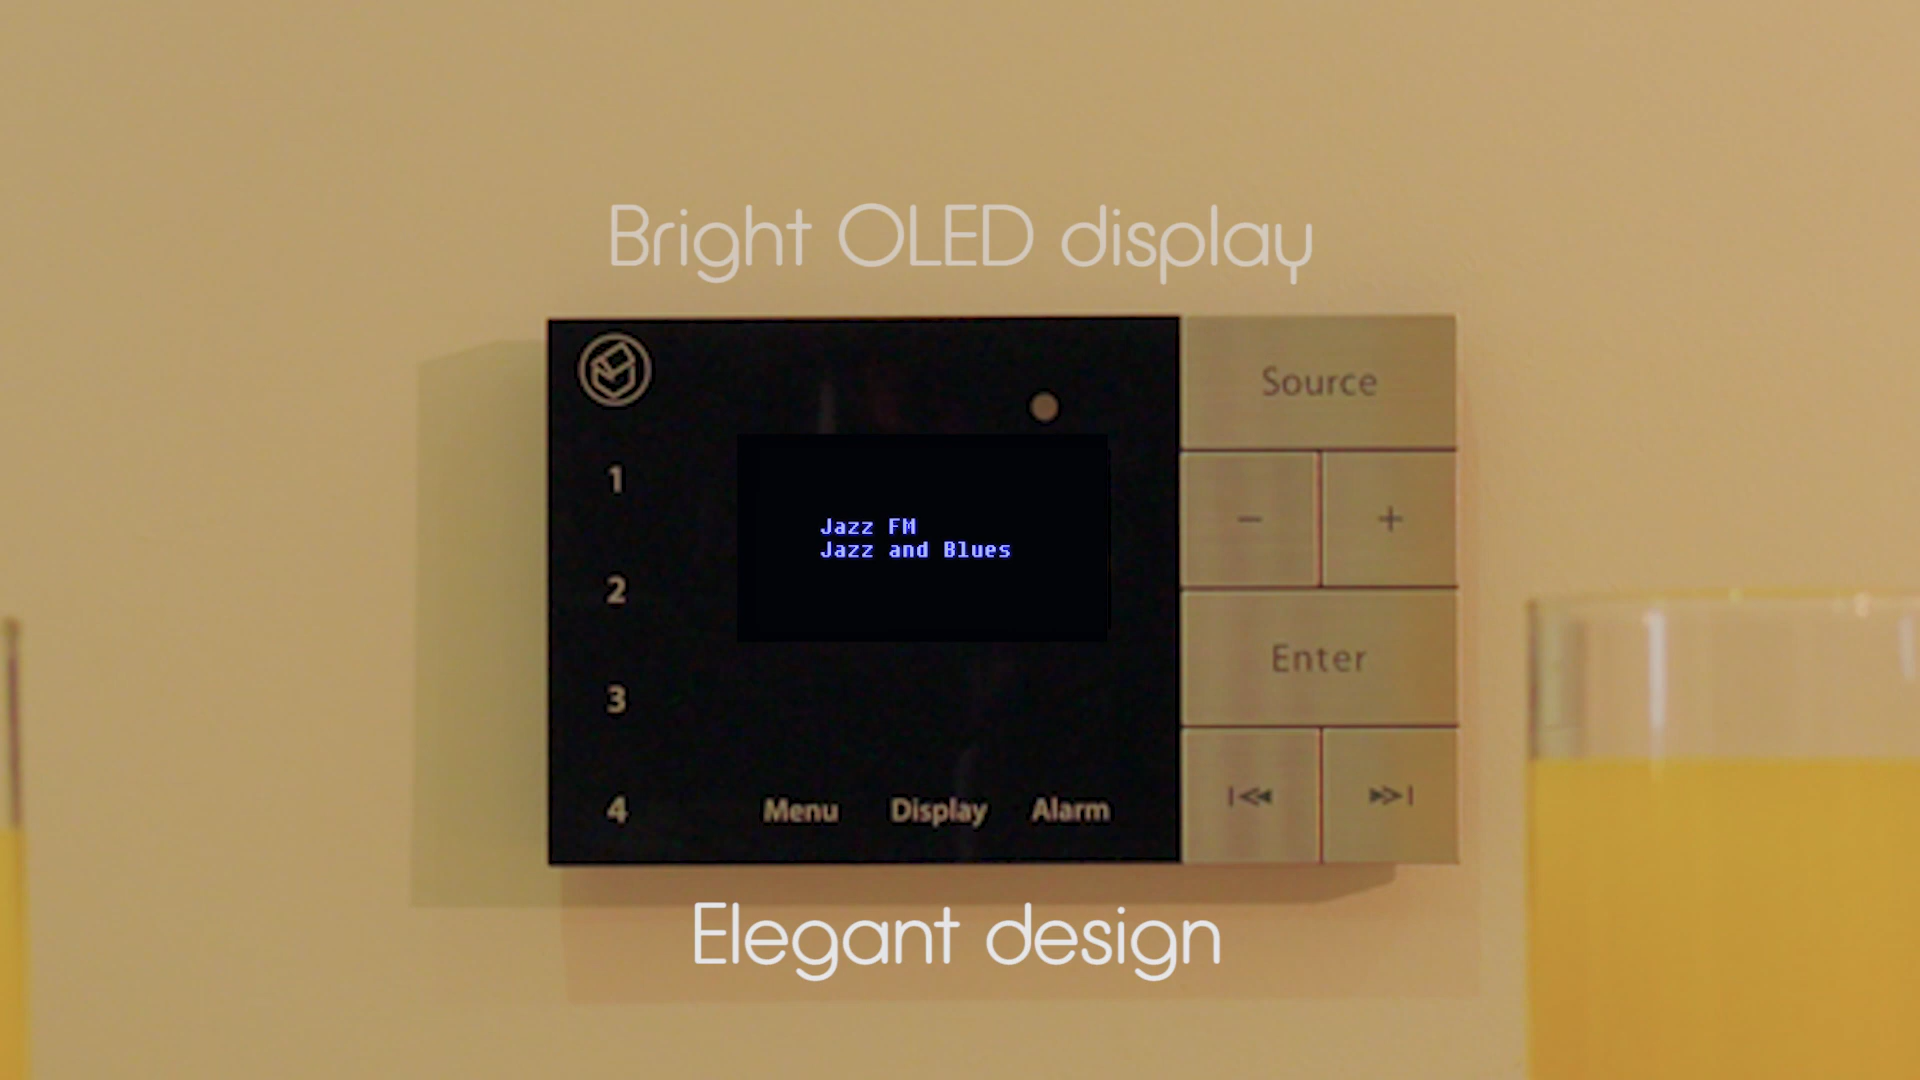 Bright OLED display
Source
1
− +
Jazz FM
Jazz and Blues
2
Enter
3
4 Menu Display Alarm
Elegant design